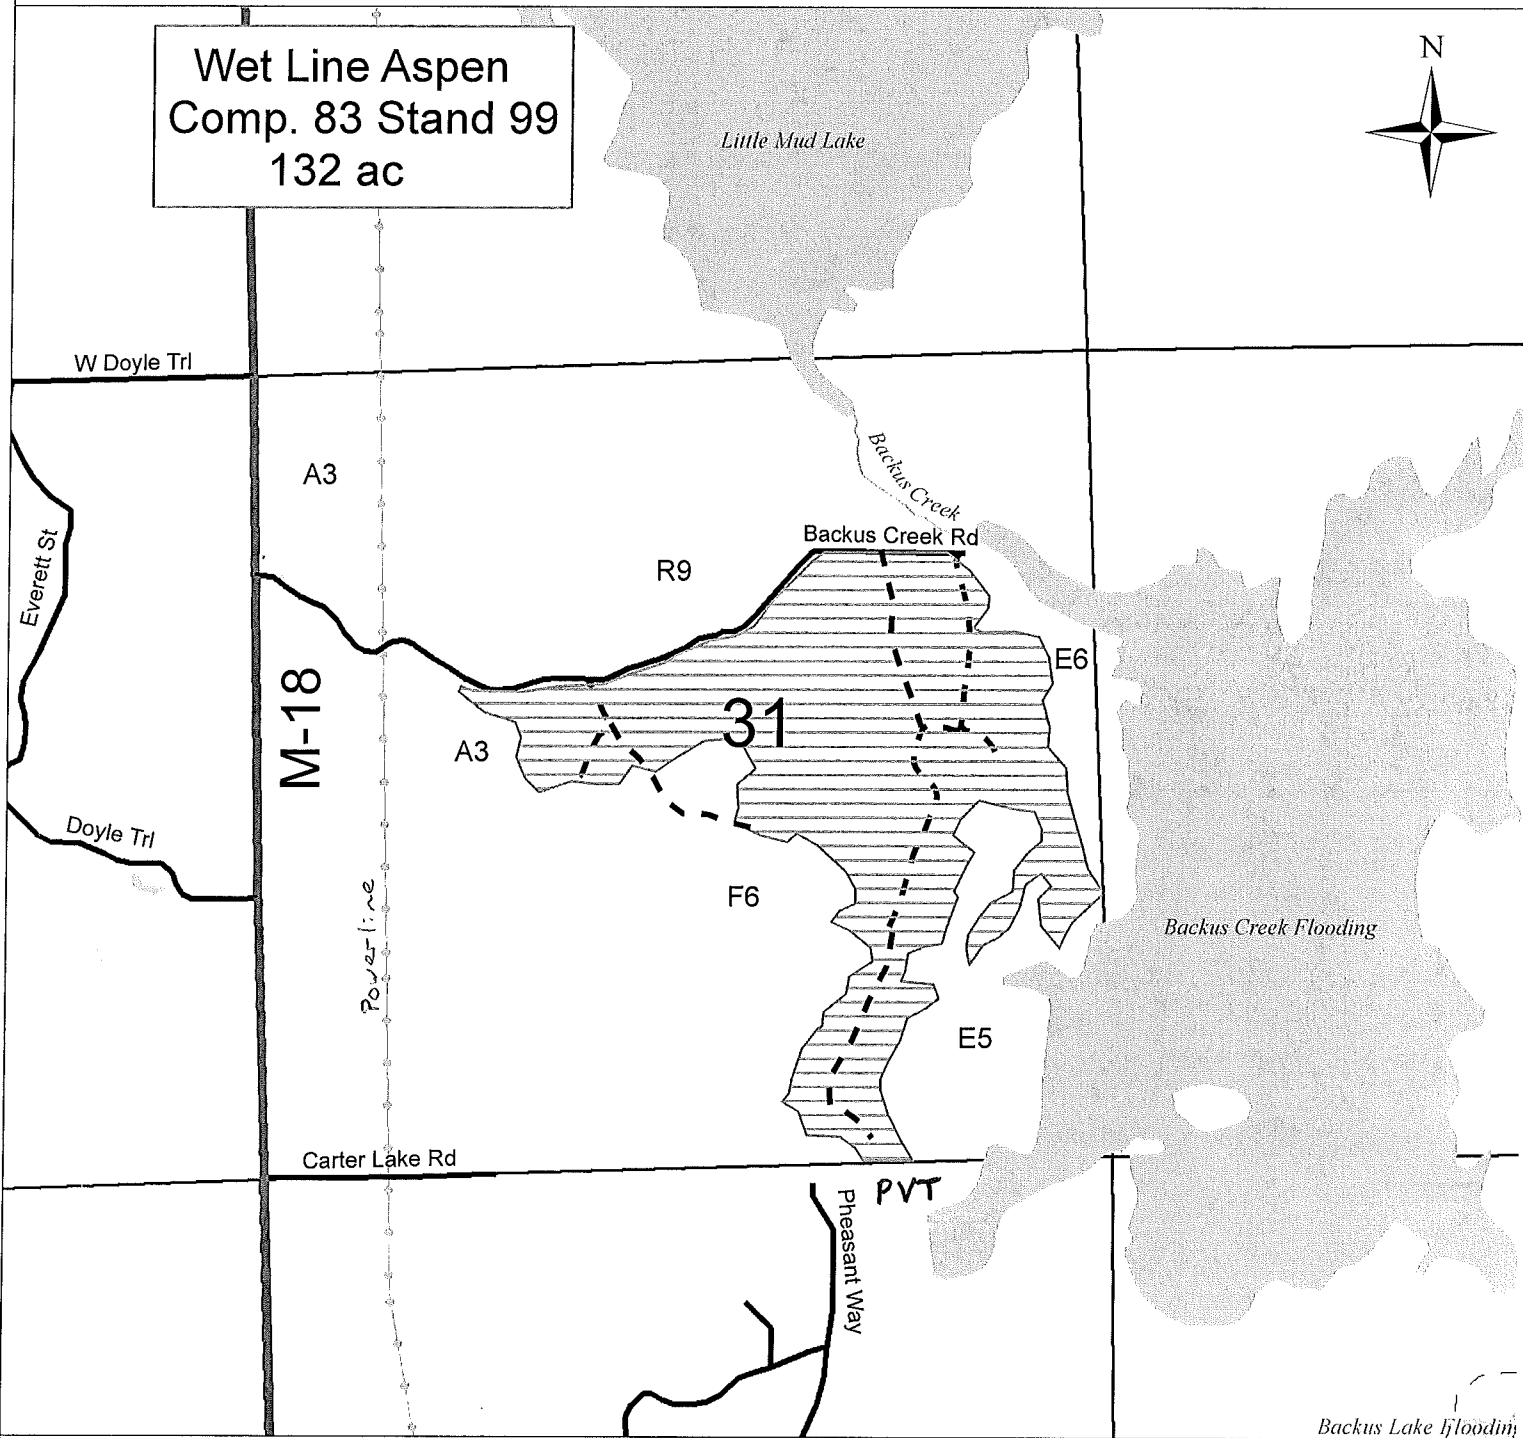 Wet Line Aspen
Comp. 83 Stand 99
132 ac
N
Little Mud Lake
W Doyle Trl
A3
Backus Creek
Everett St
Backus Creek Rd
R9
E6
M-18
31
A3
Doyle Trl
F6
Powerline
Backus Creek Flooding
E5
Carter Lake Rd
PVT
Pheasant Way
Backus Lake Flooding